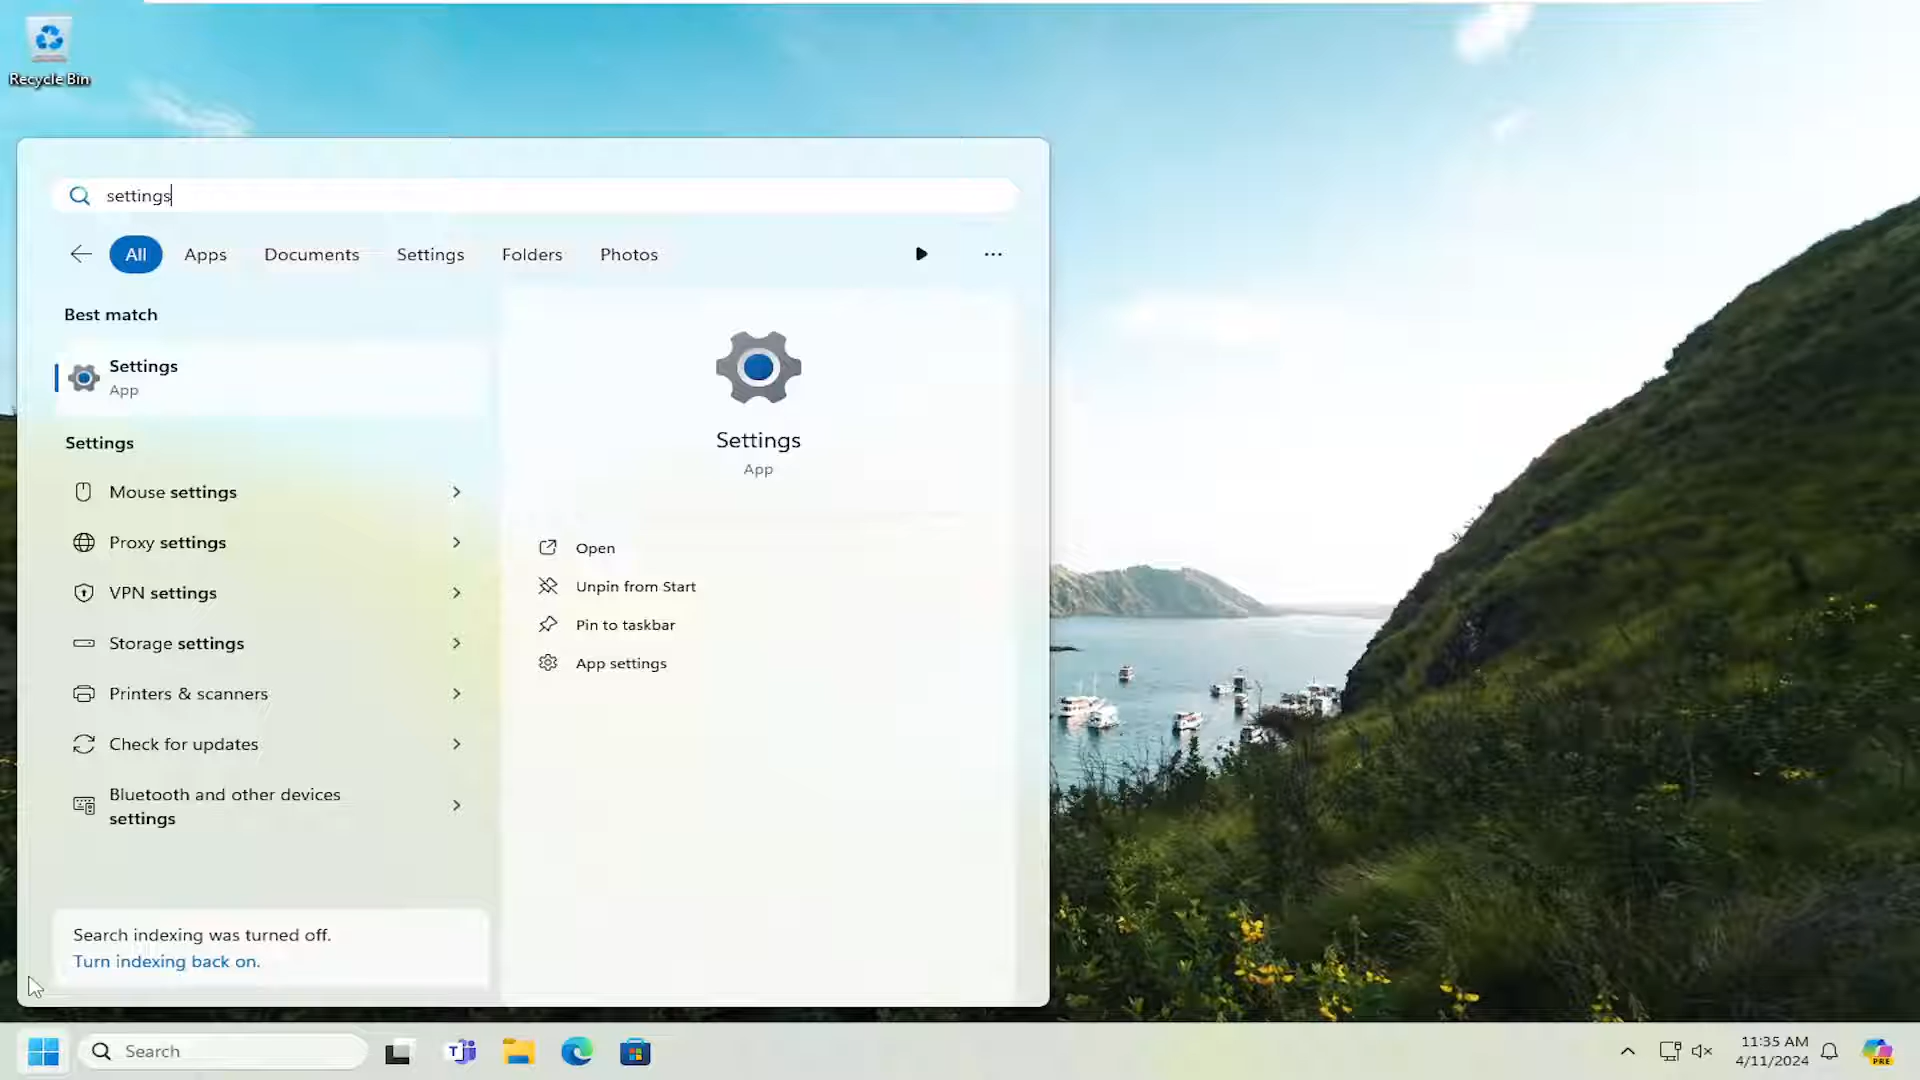 Recycle Bin
settings
All Apps Documents Settings Folders Photos
Best match
Settings
App
Settings
Mouse settings
Proxy settings
VPN settings
Storage settings
Printers & scanners
Check for updates
Bluetooth and other devices
settings
Search indexing was turned off.
Turn indexing back on.
Settings
App
Open
Unpin from Start
Pin to taskbar
App settings
Search
11:35 AM
4/11/2024
PRE